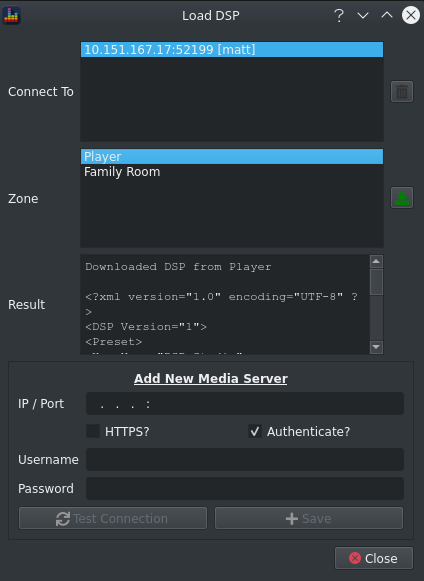 Load DSP
Connect To
10.151.167.17:52199 [matt]
Zone
Player
Family Room
Result
Downloaded DSP from Player
<?xml version="1.0" encoding="UTF-8" ?
>
<DSP Version="1">
<Preset>
Add New Media Server
IP / Port
. . . :
HTTPS?
✓ Authenticate?
Username
Password
Test Connection
Save
Close